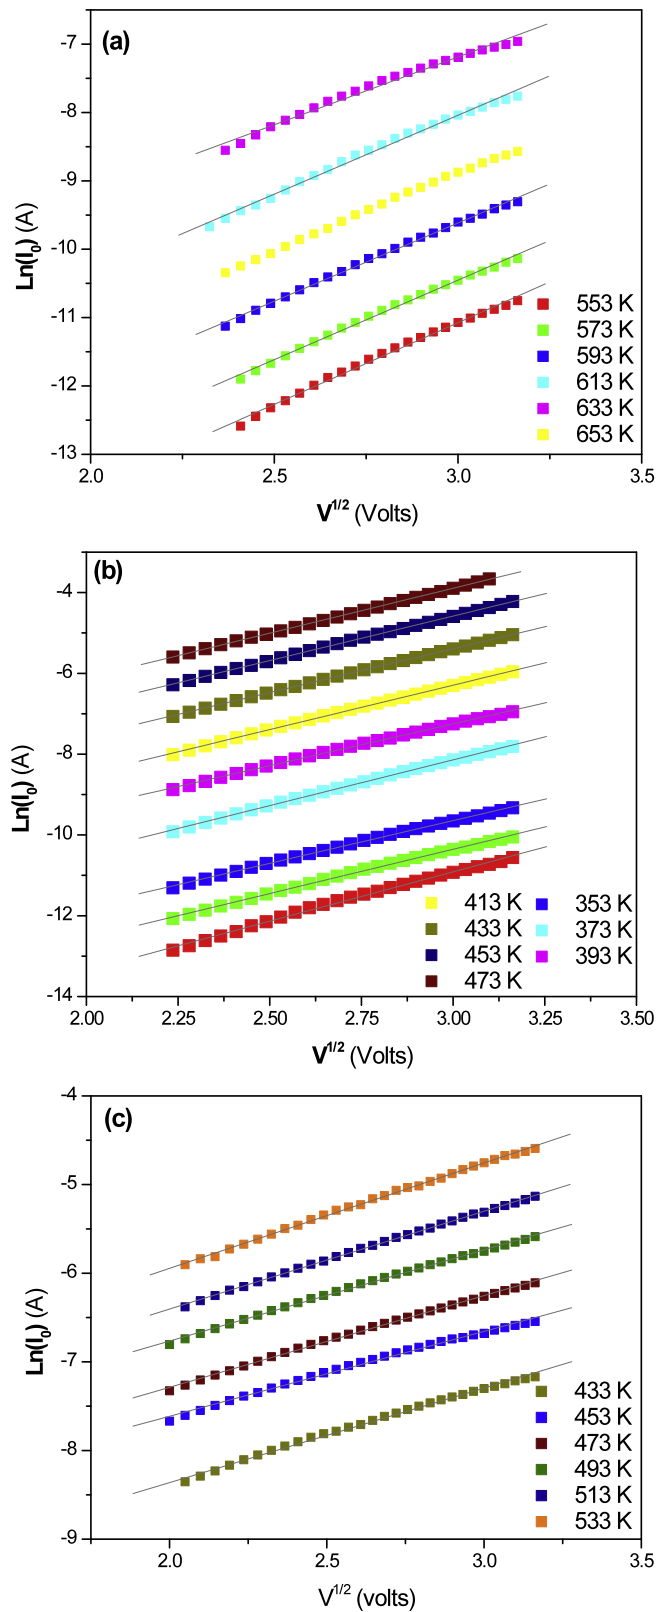 (a)
-7
-8
-9
-10
-11
-12
-13
Ln(I0) (A)
553 K
573 K
593 K
613 K
633 K
653 K
2.0 2.5 3.0 3.5
V1/2 (Volts)
(b)
-4
-6
-8
-10
-12
-14
Ln(I0) (A)
413 K 353 K
433 K 373 K
453 K 393 K
473 K
2.00 2.25 2.50 2.75 3.00 3.25 3.50
V1/2 (Volts)
(c)
-4
-5
-6
-7
-8
-9
Ln(I0) (A)
433 K
453 K
473 K
493 K
513 K
533 K
2.0 2.5 3.0 3.5
V1/2 (volts)